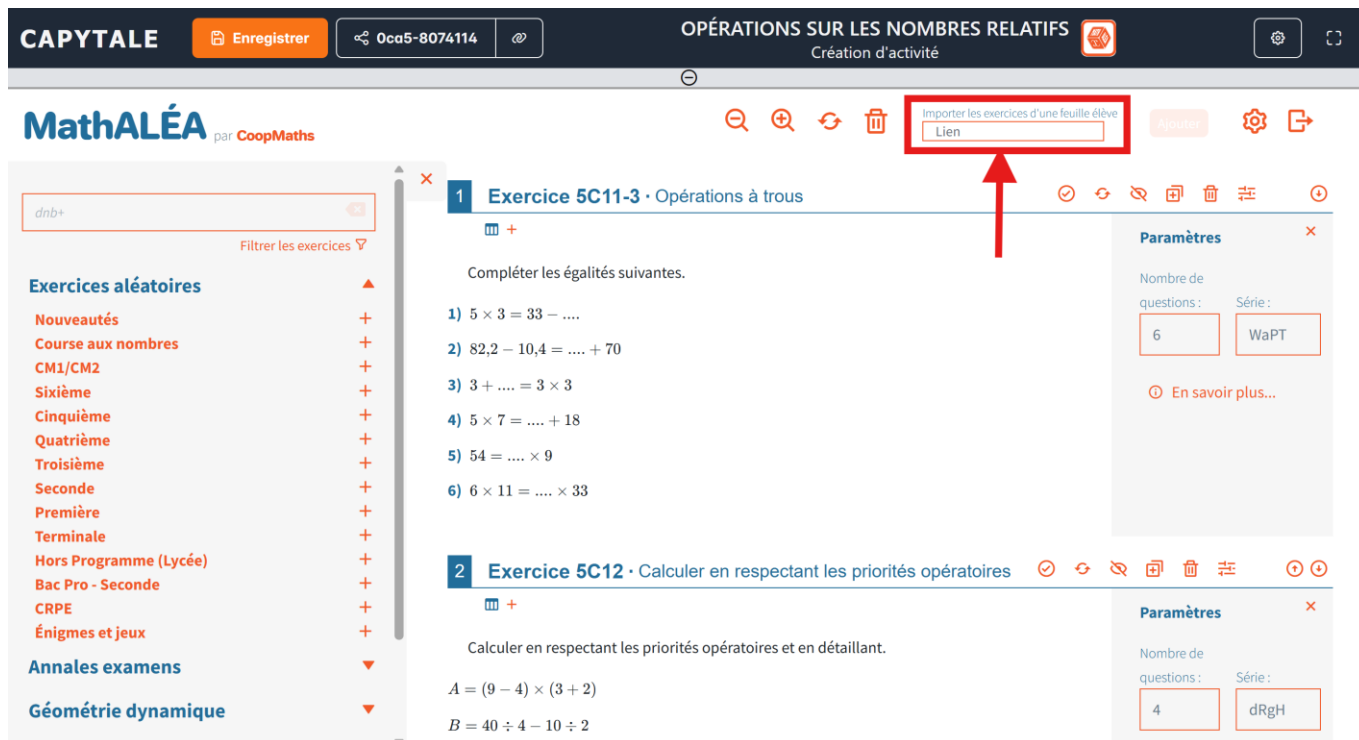 CAPYTALE
Enregistrer
0ca5-8074114
OPÉRATIONS SUR LES NOMBRES RELATIFS
Création d'activité
MathALÉA par CoopMaths
Importer les exercices d'une feuille élève
Lien
Ajouter
dnb+
Filtrer les exercices
Exercices aléatoires
Nouveautés
Course aux nombres
CM1/CM2
Sixième
Cinquième
Quatrième
Troisième
Seconde
Première
Terminale
Hors Programme (Lycée)
Bac Pro - Seconde
CRPE
Énigmes et jeux
Annales examens
Géométrie dynamique
1 Exercice 5C11-3 · Opérations à trous
Compléter les égalités suivantes.
1) 5 × 3 = 33 − ....
2) 82,2 − 10,4 = .... + 70
3) 3 + .... = 3 × 3
4) 5 × 7 = .... + 18
5) 54 = .... × 9
6) 6 × 11 = .... × 33
Paramètres
Nombre de
questions : Série :
6 WaPT
En savoir plus...
2 Exercice 5C12 · Calculer en respectant les priorités opératoires
Calculer en respectant les priorités opératoires et en détaillant.
A = (9 − 4) × (3 + 2)
B = 40 ÷ 4 − 10 ÷ 2
Paramètres
Nombre de
questions : Série :
4 dRgH